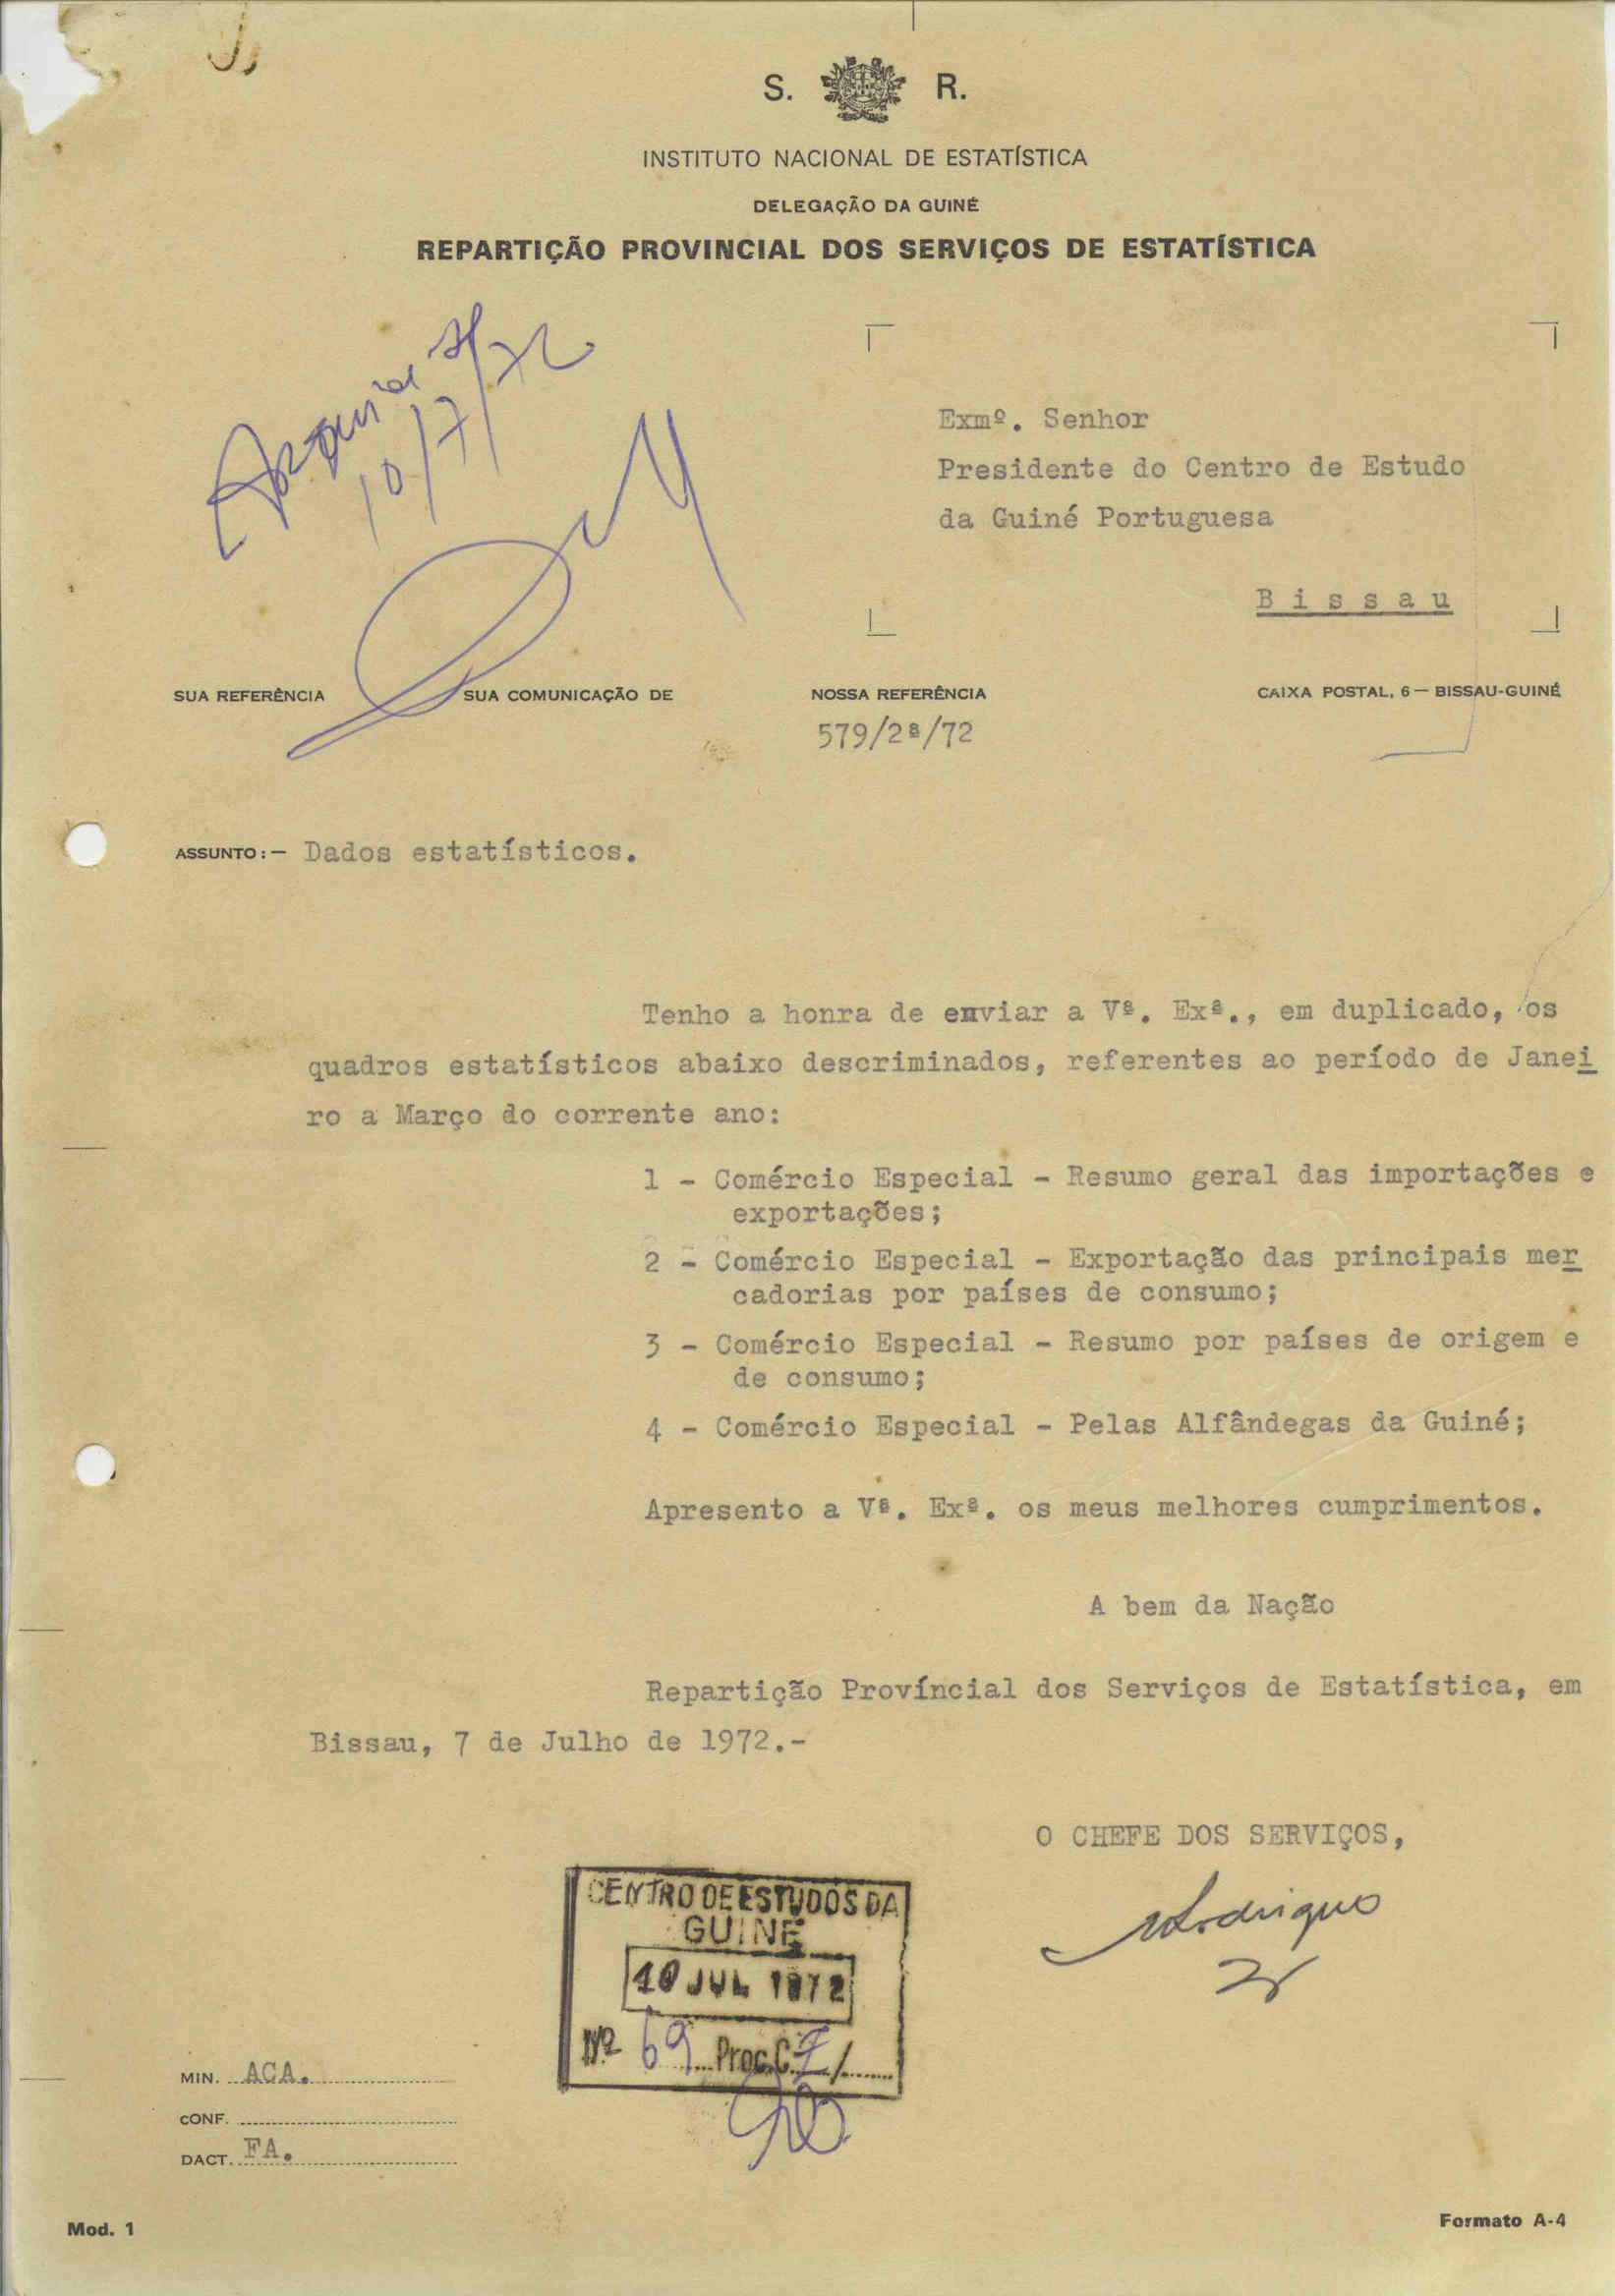 S. R.
INSTITUTO NACIONAL DE ESTATÍSTICA
DELEGAÇÃO DA GUINÉ
REPARTIÇÃO PROVINCIAL DOS SERVIÇOS DE ESTATÍSTICA
10/7/72
Exmº. Senhor
Presidente do Centro de Estudo
da Guiné Portuguesa
B i s s a u
SUA REFERÊNCIA SUA COMUNICAÇÃO DE NOSSA REFERÊNCIA CAIXA POSTAL, 6 — BISSAU-GUINÉ
579/2ª/72
ASSUNTO: — Dados estatísticos.
Tenho a honra de enviar a Vª. Exª., em duplicado, os
quadros estatísticos abaixo descriminados, referentes ao período de Janei
ro a Março do corrente ano:
1 - Comércio Especial - Resumo geral das importações e
exportações;
2 - Comércio Especial - Exportação das principais mer
cadorias por países de consumo;
3 - Comércio Especial - Resumo por países de origem e
de consumo;
4 - Comércio Especial - Pelas Alfândegas da Guiné;
Apresento a Vª. Exª. os meus melhores cumprimentos.
A bem da Nação
Repartição Províncial dos Serviços de Estatística, em
Bissau, 7 de Julho de 1972.-
O CHEFE DOS SERVIÇOS,
CENTRO DE ESTUDOS DA
GUINÉ
10 JUL 1972
Nº 69 Proc. C. 7/
MIN. ACA.
CONF.
DACT. FA.
Mod. 1
Formato A-4